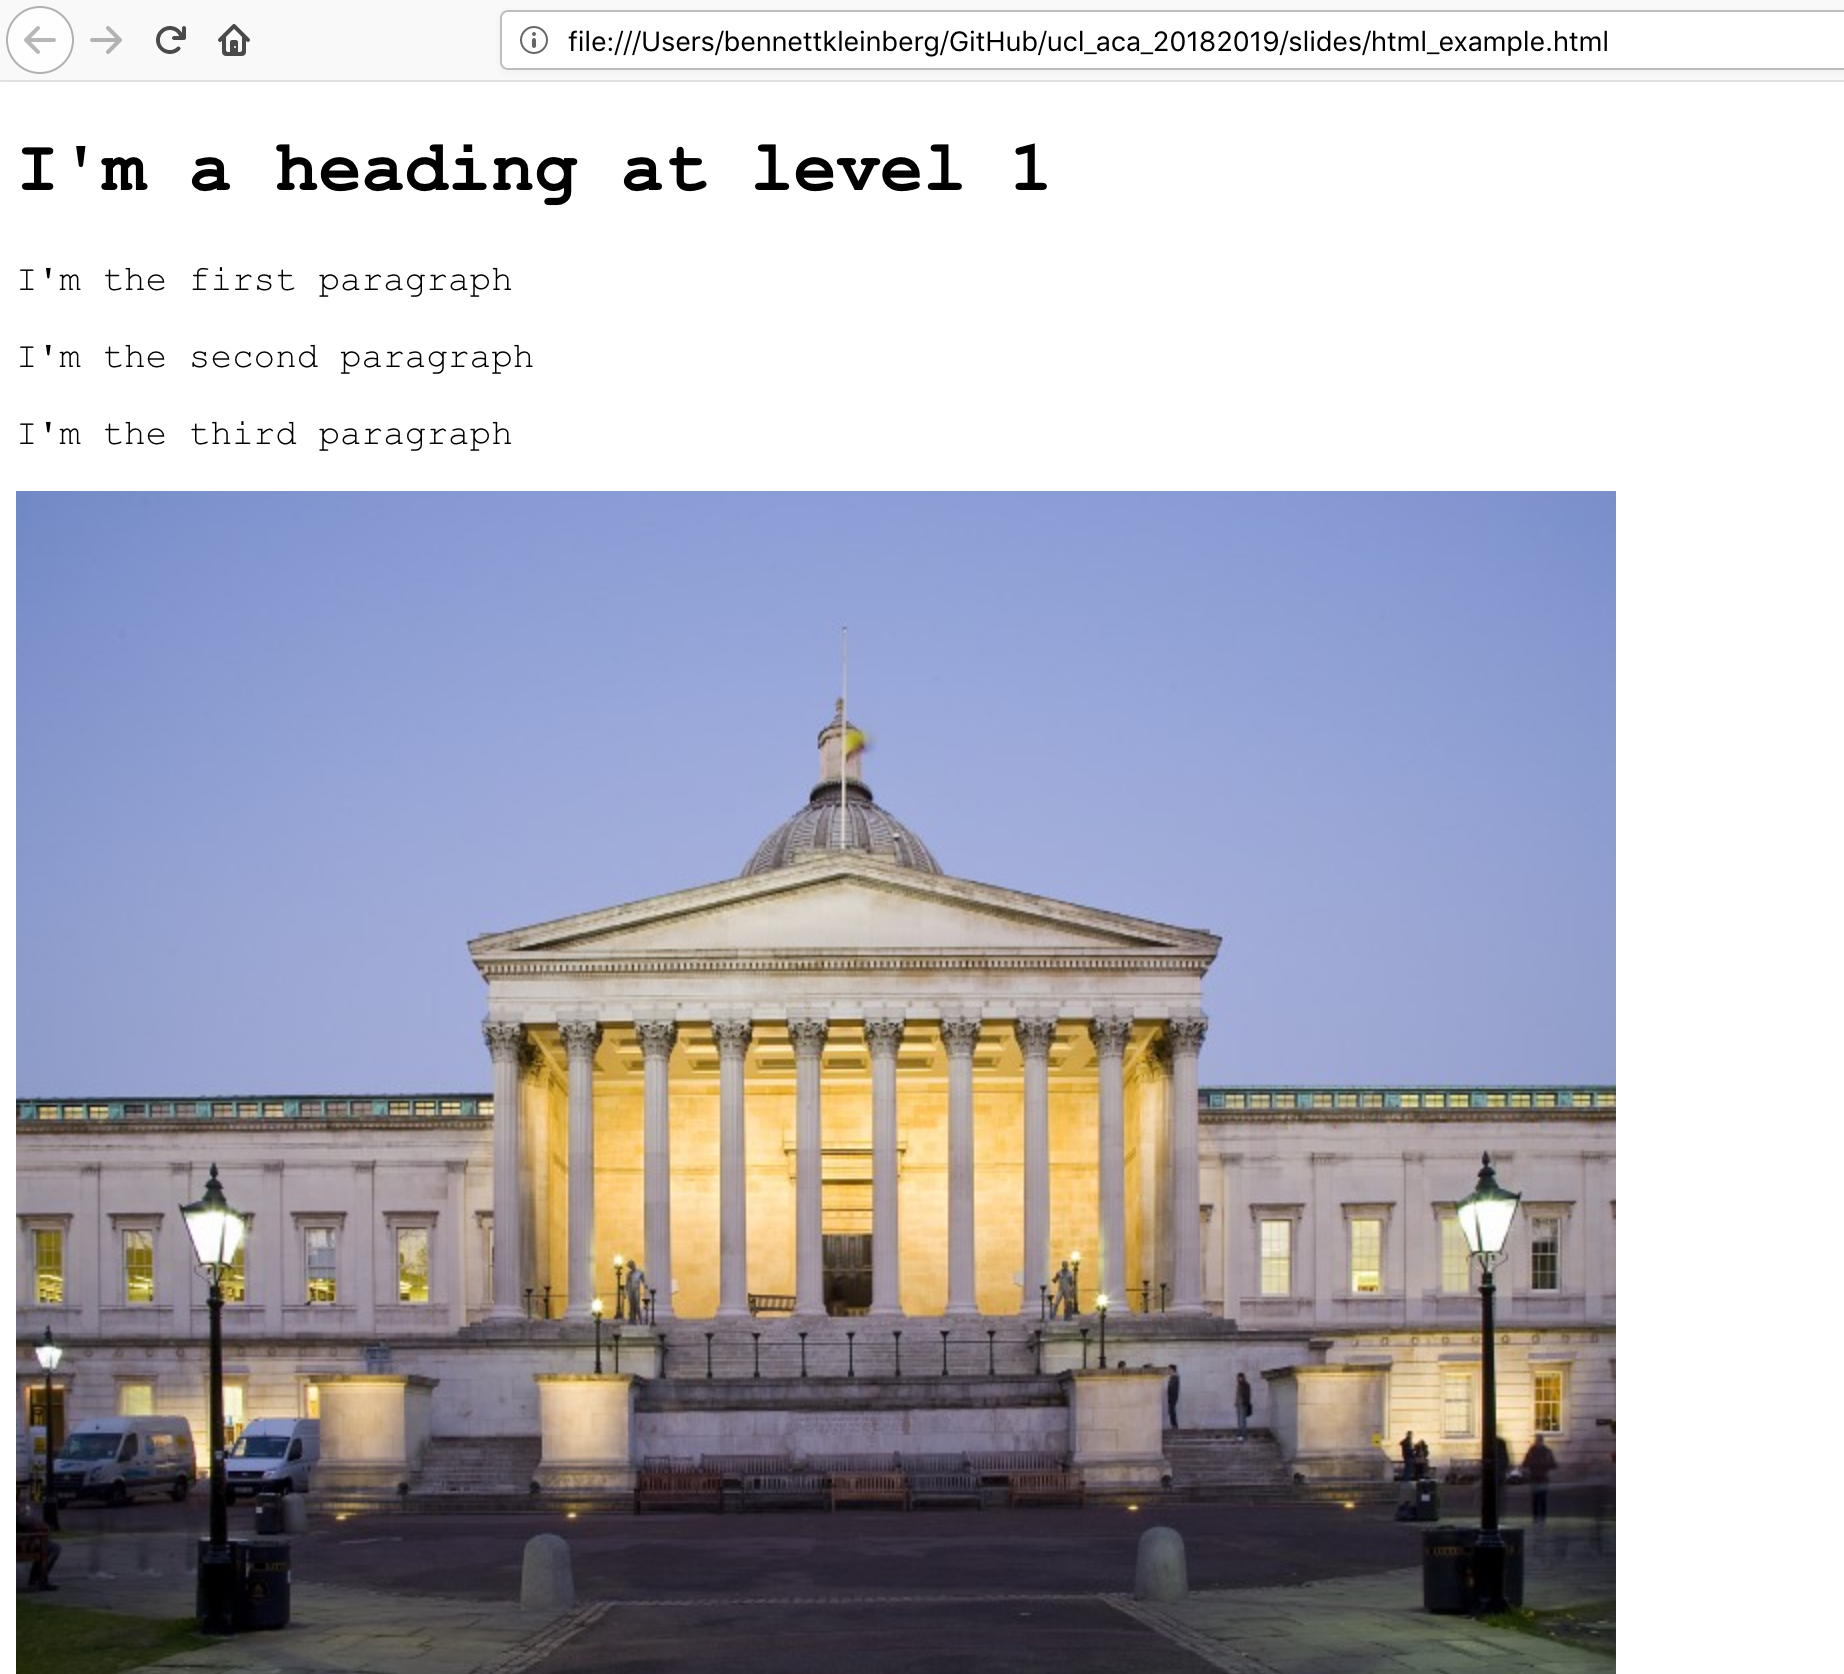 file:///Users/bennettkleinberg/GitHub/ucl_aca_20182019/slides/html_example.html
I'm a heading at level 1
I'm the first paragraph
I'm the second paragraph
I'm the third paragraph